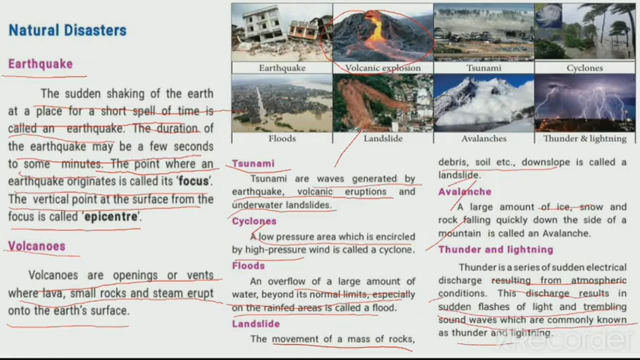 Natural Disasters
Earthquake
The sudden shaking of the earth
at a place for a short spell of time is
called an earthquake. The duration of
the earthquake may be a few seconds
to some minutes. The point where an
earthquake originates is called its 'focus'.
The vertical point at the surface from the
focus is called 'epicentre'.
Volcanoes
Volcanoes are openings or vents
where lava, small rocks and steam erupt
onto the earth's surface.
Earthquake
Volcanic explosion
Tsunami
Cyclones
Floods
Landslide
Avalanches
Thunder & lightning
Tsunami
Tsunami are waves generated by
earthquake, volcanic eruptions and
underwater landslides.
Cyclones
A low pressure area which is encircled
by high-pressure wind is called a cyclone.
Floods
An overflow of a large amount of
water, beyond its normal limits, especially
on the rainfed areas is called a flood.
Landslide
The movement of a mass of rocks,
debris, soil etc., downslope is called a
landslide.
Avalanche
A large amount of ice, snow and
rock falling quickly down the side of a
mountain is called an Avalanche.
Thunder and lightning
Thunder is a series of sudden electrical
discharge resulting from atmospheric
conditions. This discharge results in
sudden flashes of light and trembling
sound waves which are commonly known
as thunder and lightning.